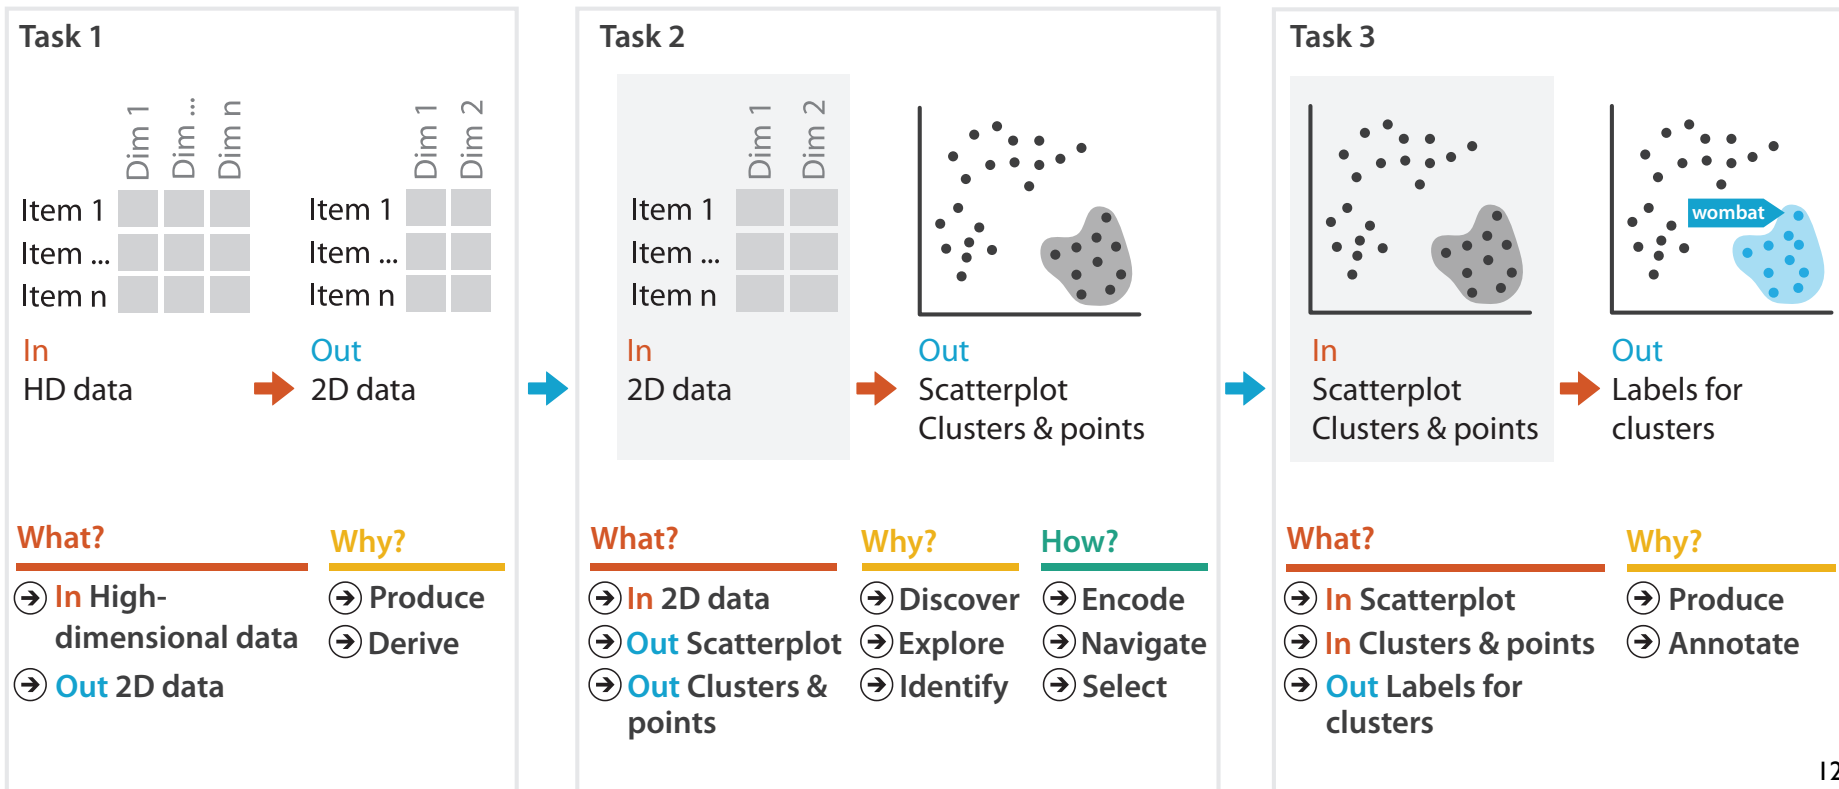 Task 1
Dim 1
Dim ...
Dim n
Item 1
Item ...
Item n
In
HD data
Dim 1
Dim 2
Item 1
Item ...
Item n
Out
2D data
What?
In High-
dimensional data
Out 2D data
Why?
Produce
Derive
Task 2
Dim 1
Dim 2
Item 1
Item ...
Item n
In
2D data
Out
Scatterplot
Clusters & points
What?
In 2D data
Out Scatterplot
Out Clusters &
points
Why?
Discover
Explore
Identify
How?
Encode
Navigate
Select
Task 3
In
Scatterplot
Clusters & points
wombat
Out
Labels for
clusters
What?
In Scatterplot
In Clusters & points
Out Labels for
clusters
Why?
Produce
Annotate
12